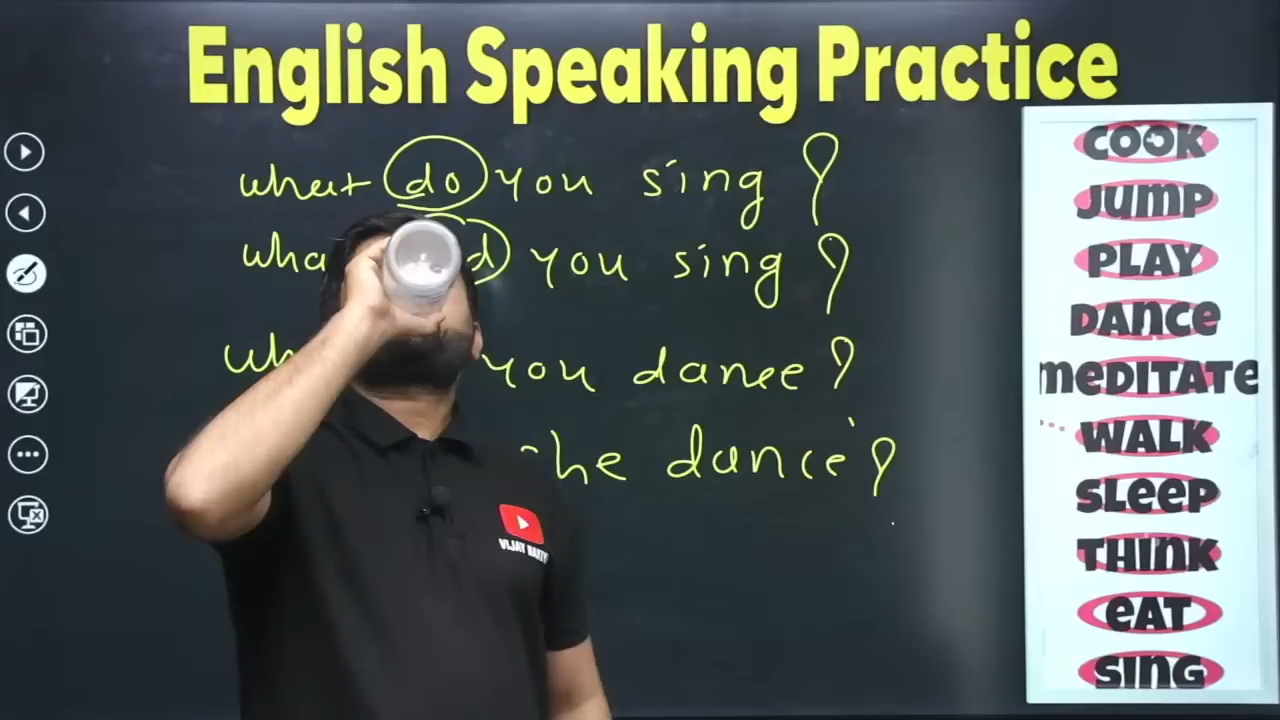 English Speaking Practice
what do you sing ?
you sing ?
you dance ?
he dance ?
COOK
JUMP
PLAY
DANCE
MEDITATE
WALK
SLEEP
THINK
EAT
SING
VIJAY